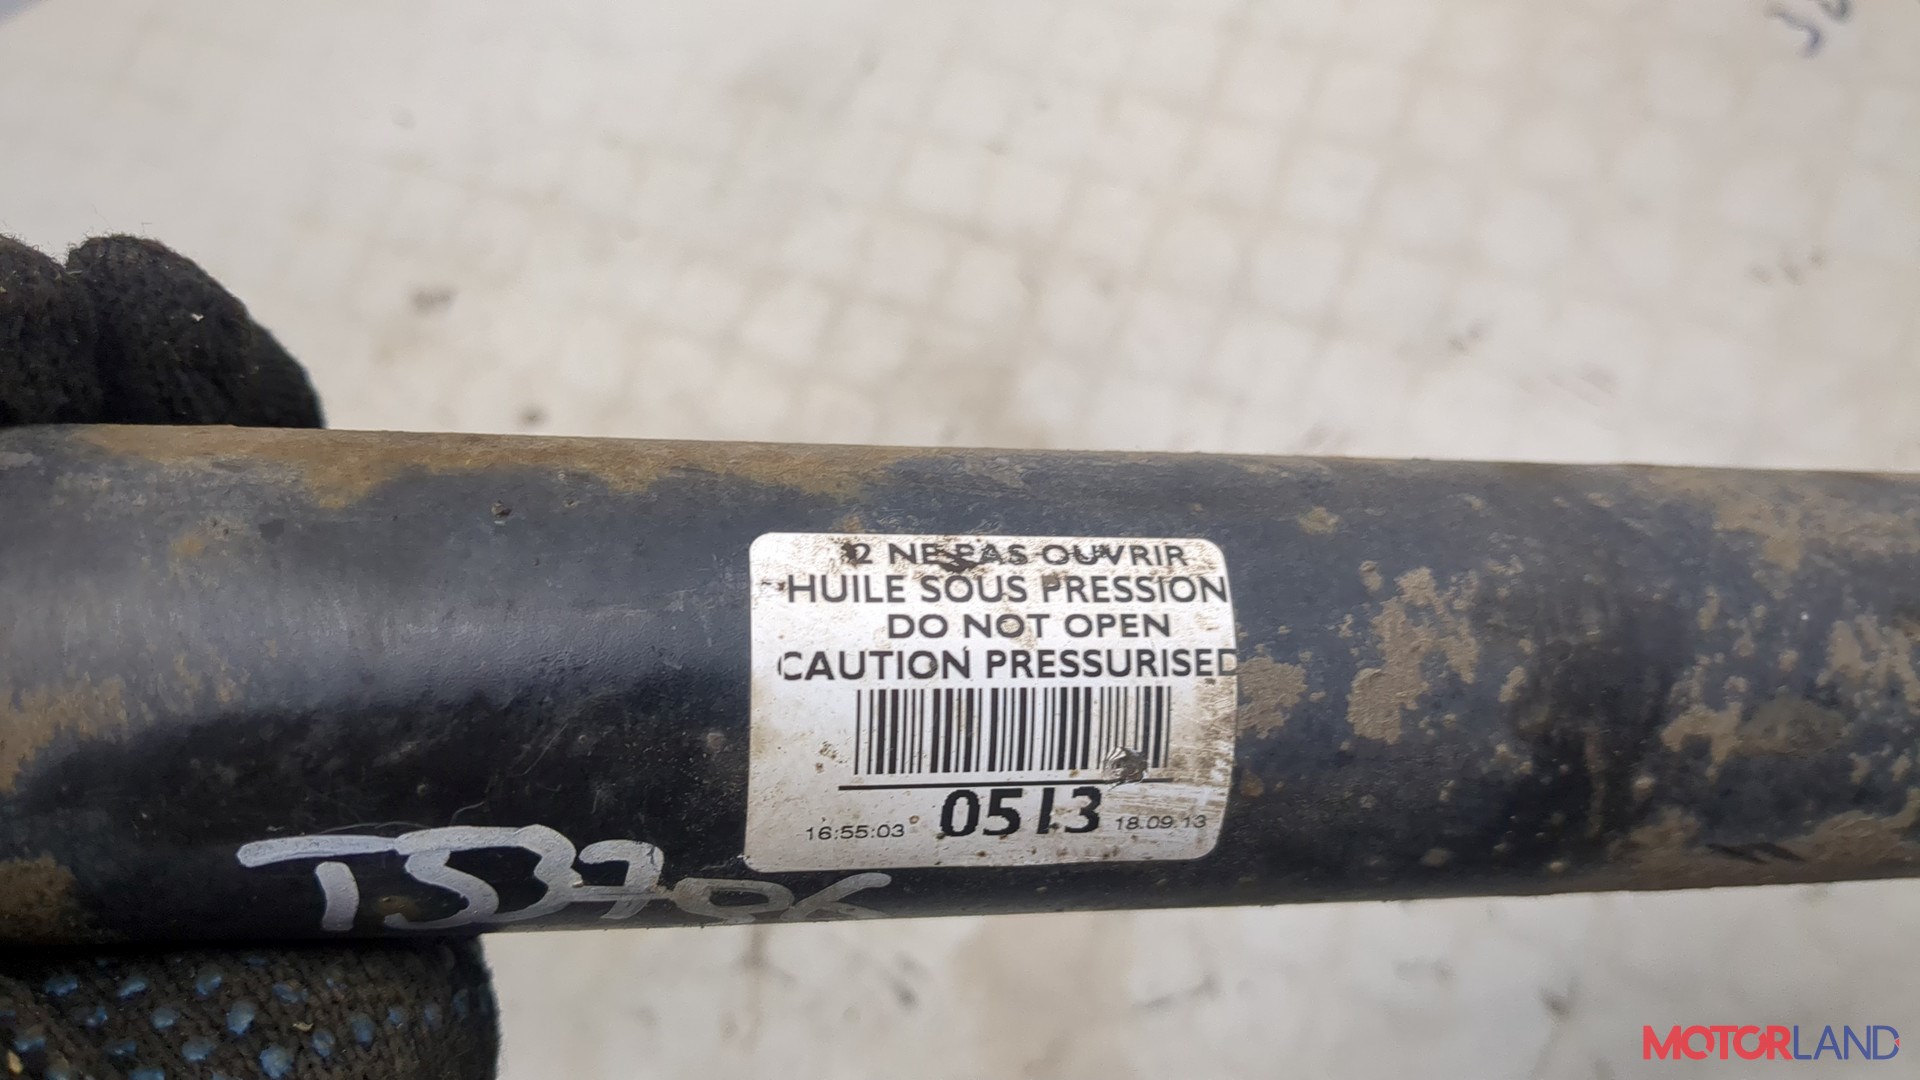 2 NE PAS OUVRIR
HUILE SOUS PRESSION
DO NOT OPEN
CAUTION PRESSURISED
16:55:03 0513 18.09.13
MOTORLAND